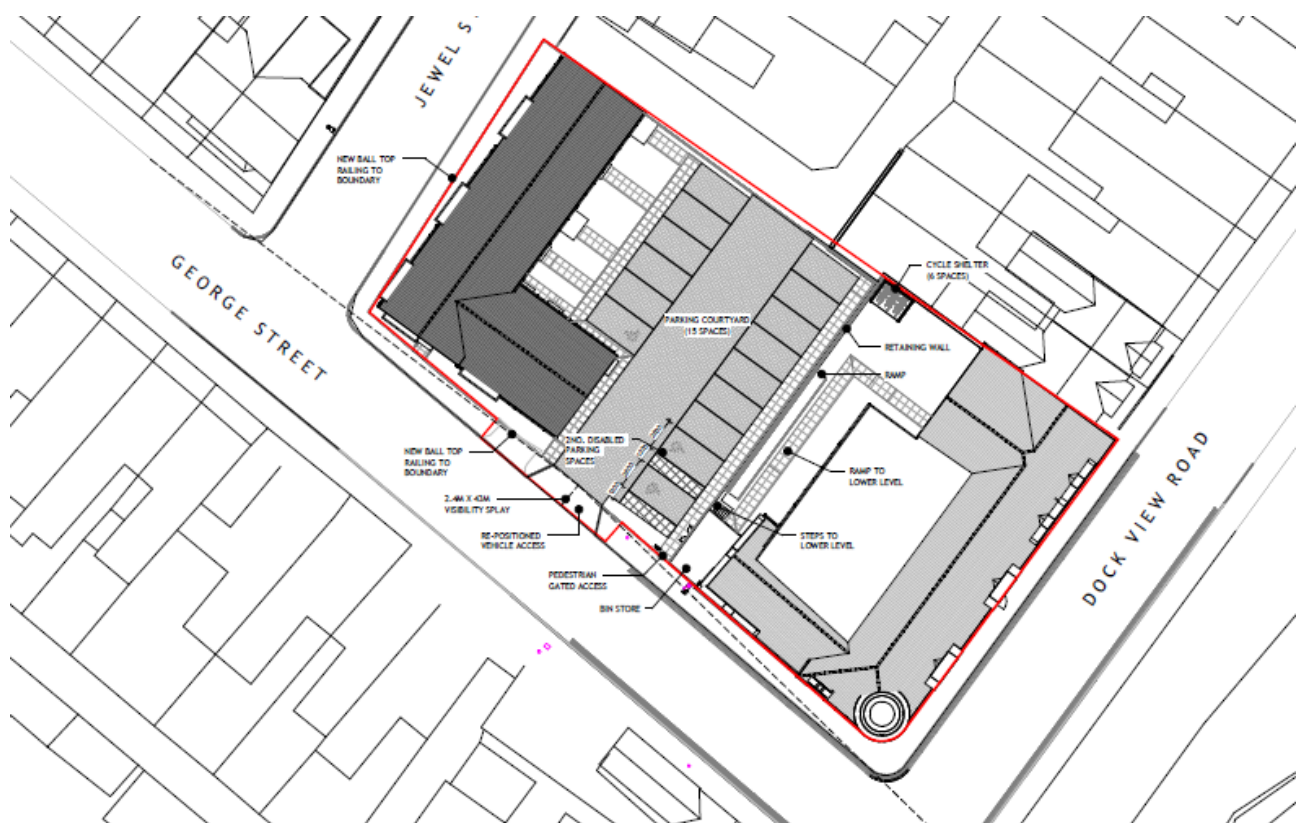 JEWEL S
NEW BALL TOP
RAILING TO
BOUNDARY
GEORGE STREET
CYCLE SHELTER
(6 SPACES)
PARKING COURTYARD
(15 SPACES)
RETAINING WALL
RAMP
2NO. DISABLED
PARKING
SPACES
NEW BALL TOP
RAILING TO
BOUNDARY
RAMP TO
LOWER LEVEL
2.4M X 43M
VISIBILITY SPLAY
RE-POSITIONED
VEHICLE ACCESS
STEPS TO
LOWER LEVEL
PEDESTRIAN
GATED ACCESS
BIN STORE
DOCK VIEW ROAD